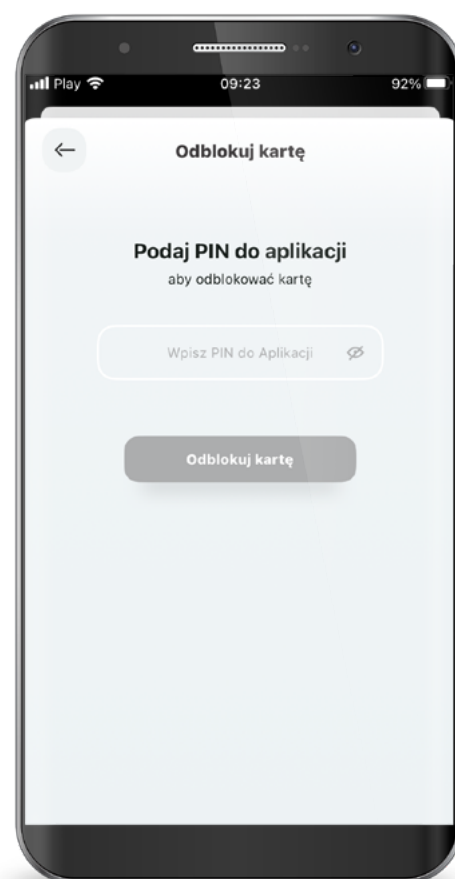 Play
09:23
92%
Odblokuj kartę
Podaj PIN do aplikacji
aby odblokować kartę
Wpisz PIN do Aplikacji
Odblokuj kartę